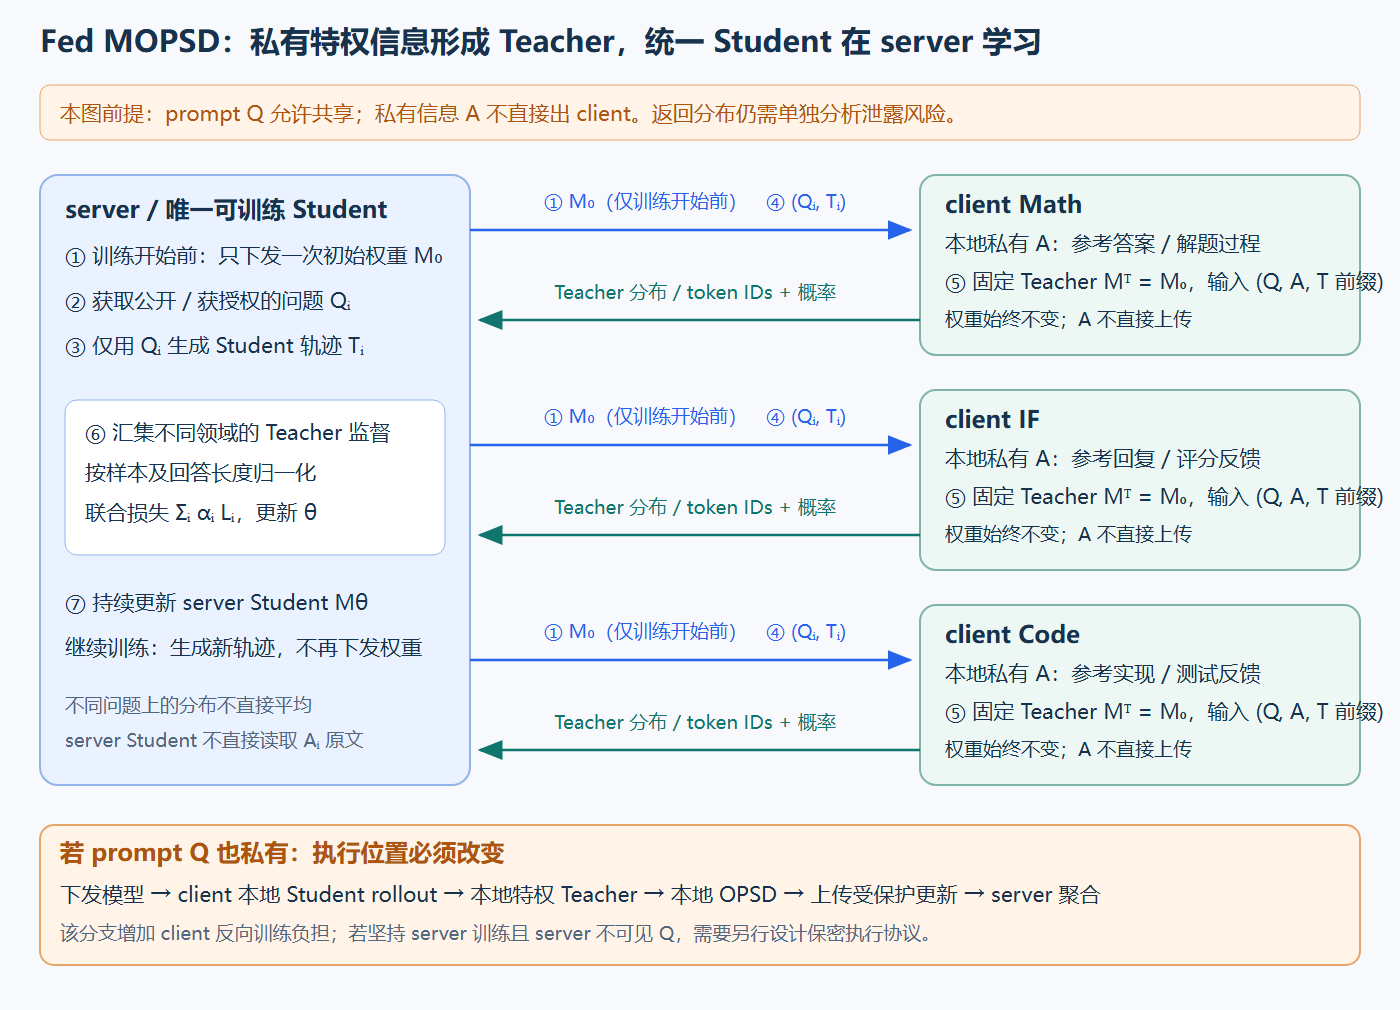 Fed MOPSD：私有特权信息形成 Teacher，统一 Student 在 server 学习
本图前提：prompt Q 允许共享；私有信息 A 不直接出 client。返回分布仍需单独分析泄露风险。
server / 唯一可训练 Student
① 训练开始前：只下发一次初始权重 M₀
② 获取公开 / 获授权的问题 Qᵢ
③ 仅用 Qᵢ 生成 Student 轨迹 Tᵢ
⑥ 汇集不同领域的 Teacher 监督
按样本及回答长度归一化
联合损失 Σᵢ αᵢ Lᵢ，更新 θ
⑦ 持续更新 server Student Mθ
继续训练：生成新轨迹，不再下发权重
不同问题上的分布不直接平均
server Student 不直接读取 Aᵢ 原文
① M₀（仅训练开始前） ④ (Qᵢ, Tᵢ)
Teacher 分布 / token IDs + 概率
client Math
本地私有 A：参考答案 / 解题过程
⑤ 固定 Teacher Mᵀ = M₀，输入 (Q, A, T 前缀)
权重始终不变；A 不直接上传
① M₀（仅训练开始前） ④ (Qᵢ, Tᵢ)
Teacher 分布 / token IDs + 概率
client IF
本地私有 A：参考回复 / 评分反馈
⑤ 固定 Teacher Mᵀ = M₀，输入 (Q, A, T 前缀)
权重始终不变；A 不直接上传
① M₀（仅训练开始前） ④ (Qᵢ, Tᵢ)
Teacher 分布 / token IDs + 概率
client Code
本地私有 A：参考实现 / 测试反馈
⑤ 固定 Teacher Mᵀ = M₀，输入 (Q, A, T 前缀)
权重始终不变；A 不直接上传
若 prompt Q 也私有：执行位置必须改变
下发模型 → client 本地 Student rollout → 本地特权 Teacher → 本地 OPSD → 上传受保护更新 → server 聚合
该分支增加 client 反向训练负担；若坚持 server 训练且 server 不可见 Q，需要另行设计保密执行协议。